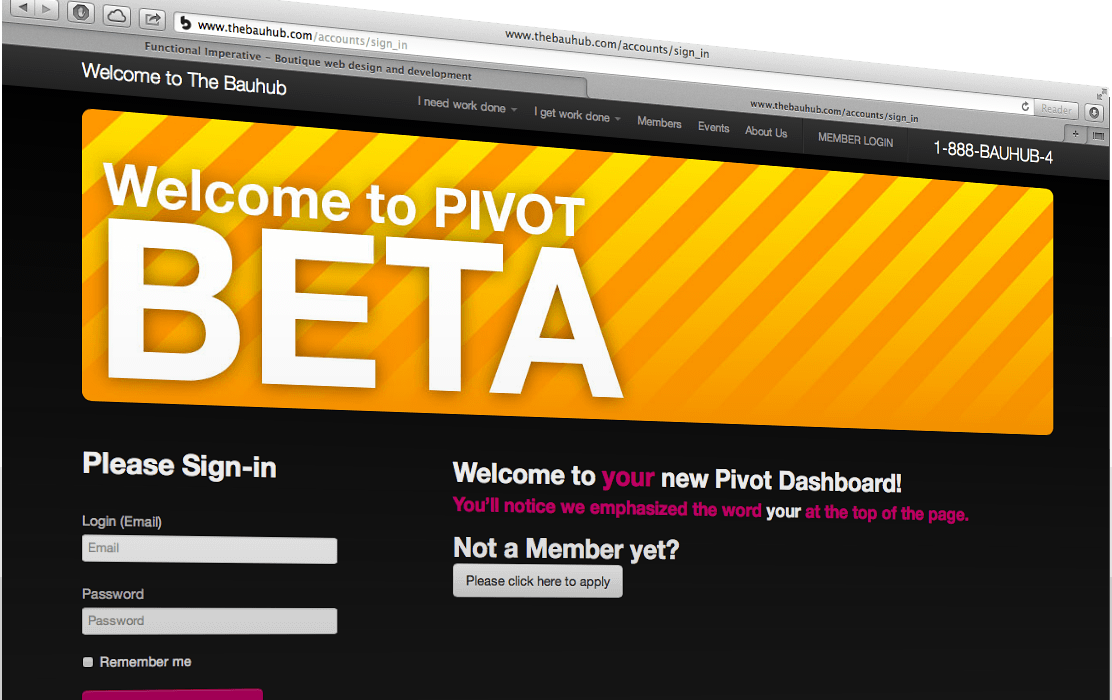 www.thebauhub.com/accounts/sign_in
www.thebauhub.com/accounts/sign_in
Reader
Functional Imperative – Boutique web design and development
www.thebauhub.com/accounts/sign_in
Welcome to The Bauhub
I need work done
I get work done
Members
Events
About Us
MEMBER LOGIN
1-888-BAUHUB-4
Welcome to PIVOT
BETA
Please Sign-in
Login (Email)
Email
Password
Password
Remember me
Welcome to your new Pivot Dashboard!
You'll notice we emphasized the word your at the top of the page.
Not a Member yet?
Please click here to apply